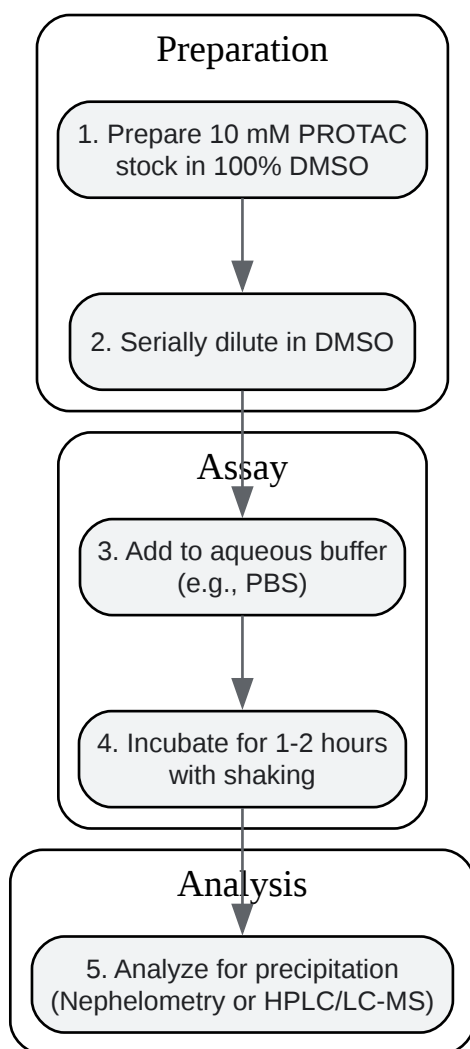 Preparation
1. Prepare 10 mM PROTAC
stock in 100% DMSO
2. Serially dilute in DMSO
Assay
3. Add to aqueous buffer
(e.g., PBS)
4. Incubate for 1-2 hours
with shaking
Analysis
5. Analyze for precipitation
(Nephelometry or HPLC/LC-MS)